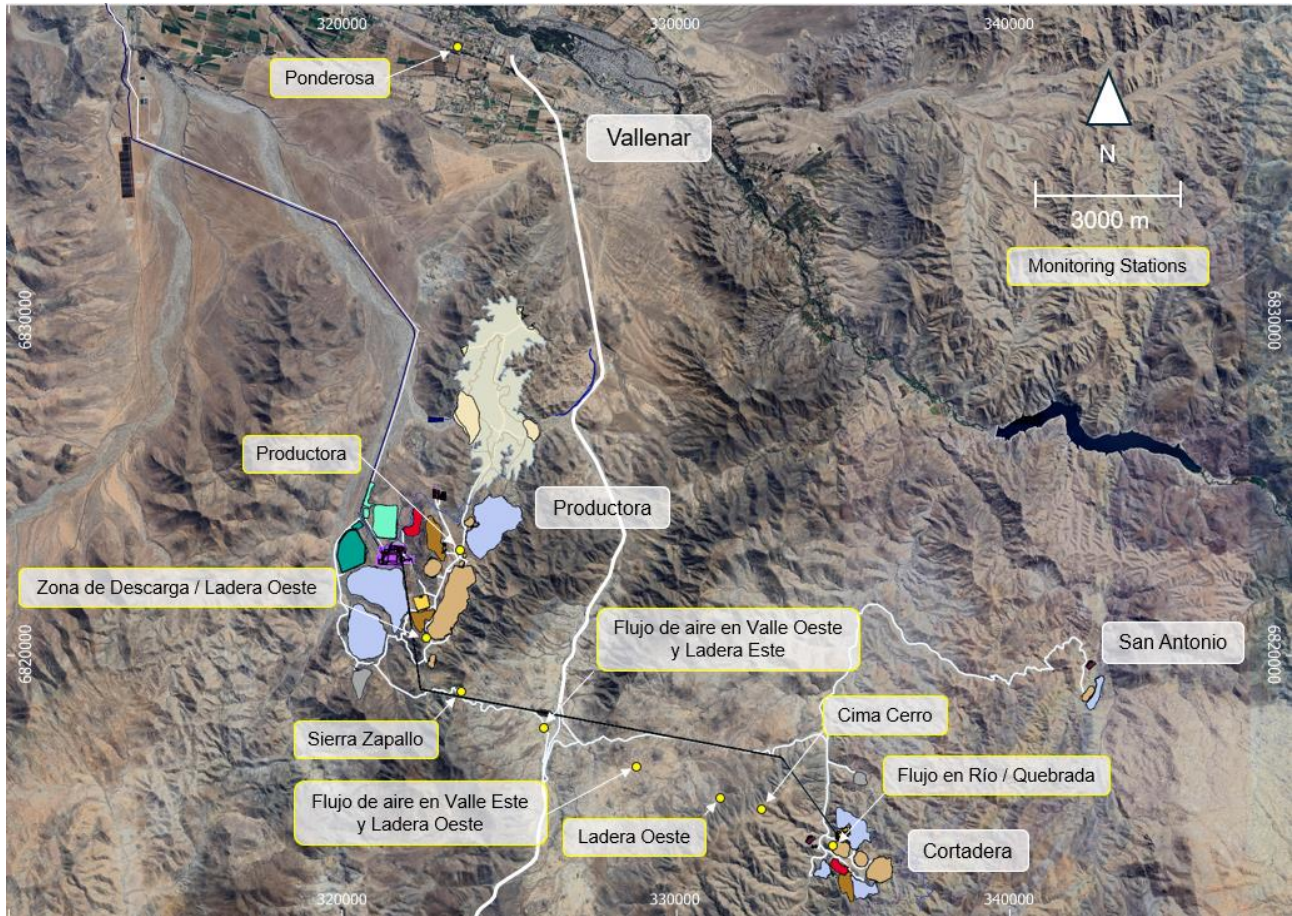 320000
330000
340000
Ponderosa
Vallenar
N
3000 m
Monitoring Stations
6830000
6830000
Productora
Productora
Zona de Descarga / Ladera Oeste
Flujo de aire en Valle Oeste
y Ladera Este
6820000
6820000
San Antonio
Sierra Zapallo
Cima Cerro
Flujo de aire en Valle Este
y Ladera Oeste
Flujo en Río / Quebrada
Ladera Oeste
Cortadera
320000
330000
340000